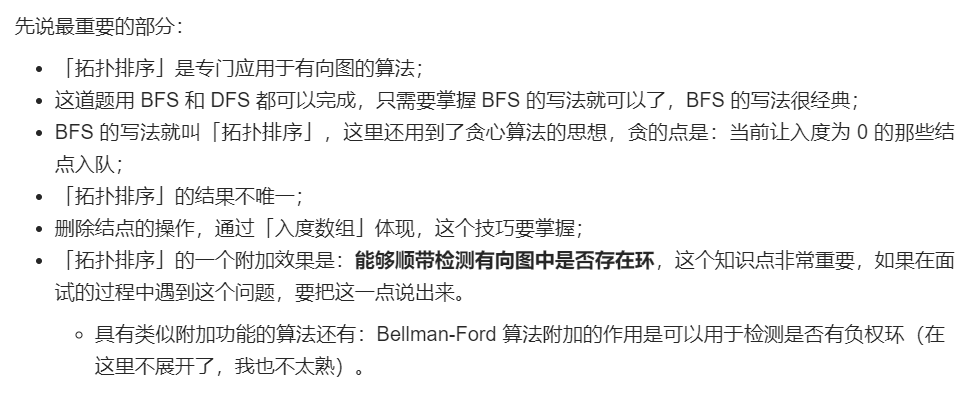 先说最重要的部分：
• 「拓扑排序」是专门应用于有向图的算法；
• 这道题用 BFS 和 DFS 都可以完成，只需要掌握 BFS 的写法就可以了，BFS 的写法很经典；
• BFS 的写法就叫「拓扑排序」，这里还用到了贪心算法的思想，贪的点是：当前让入度为 0 的那些结
点入队；
• 「拓扑排序」的结果不唯一；
• 删除结点的操作，通过「入度数组」体现，这个技巧要掌握；
• 「拓扑排序」的一个附加效果是：能够顺带检测有向图中是否存在环，这个知识点非常重要，如果在面
试的过程中遇到这个问题，要把这一点说出来。
◦ 具有类似附加功能的算法还有：Bellman-Ford 算法附加的作用是可以用于检测是否有负权环（在
这里不展开了，我也不太熟）。